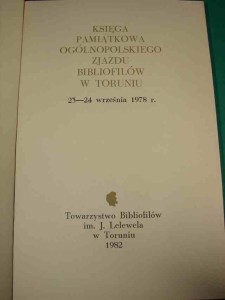 KSIĘGA
PAMIĄTKOWA
OGÓLNOPOLSKIEGO
ZJAZDU
BIBLIOFILÓW
W TORUNIU
23—24 września 1978 r.
Towarzystwo Bibliofilów
im. J. Lelewela
w Toruniu
1982